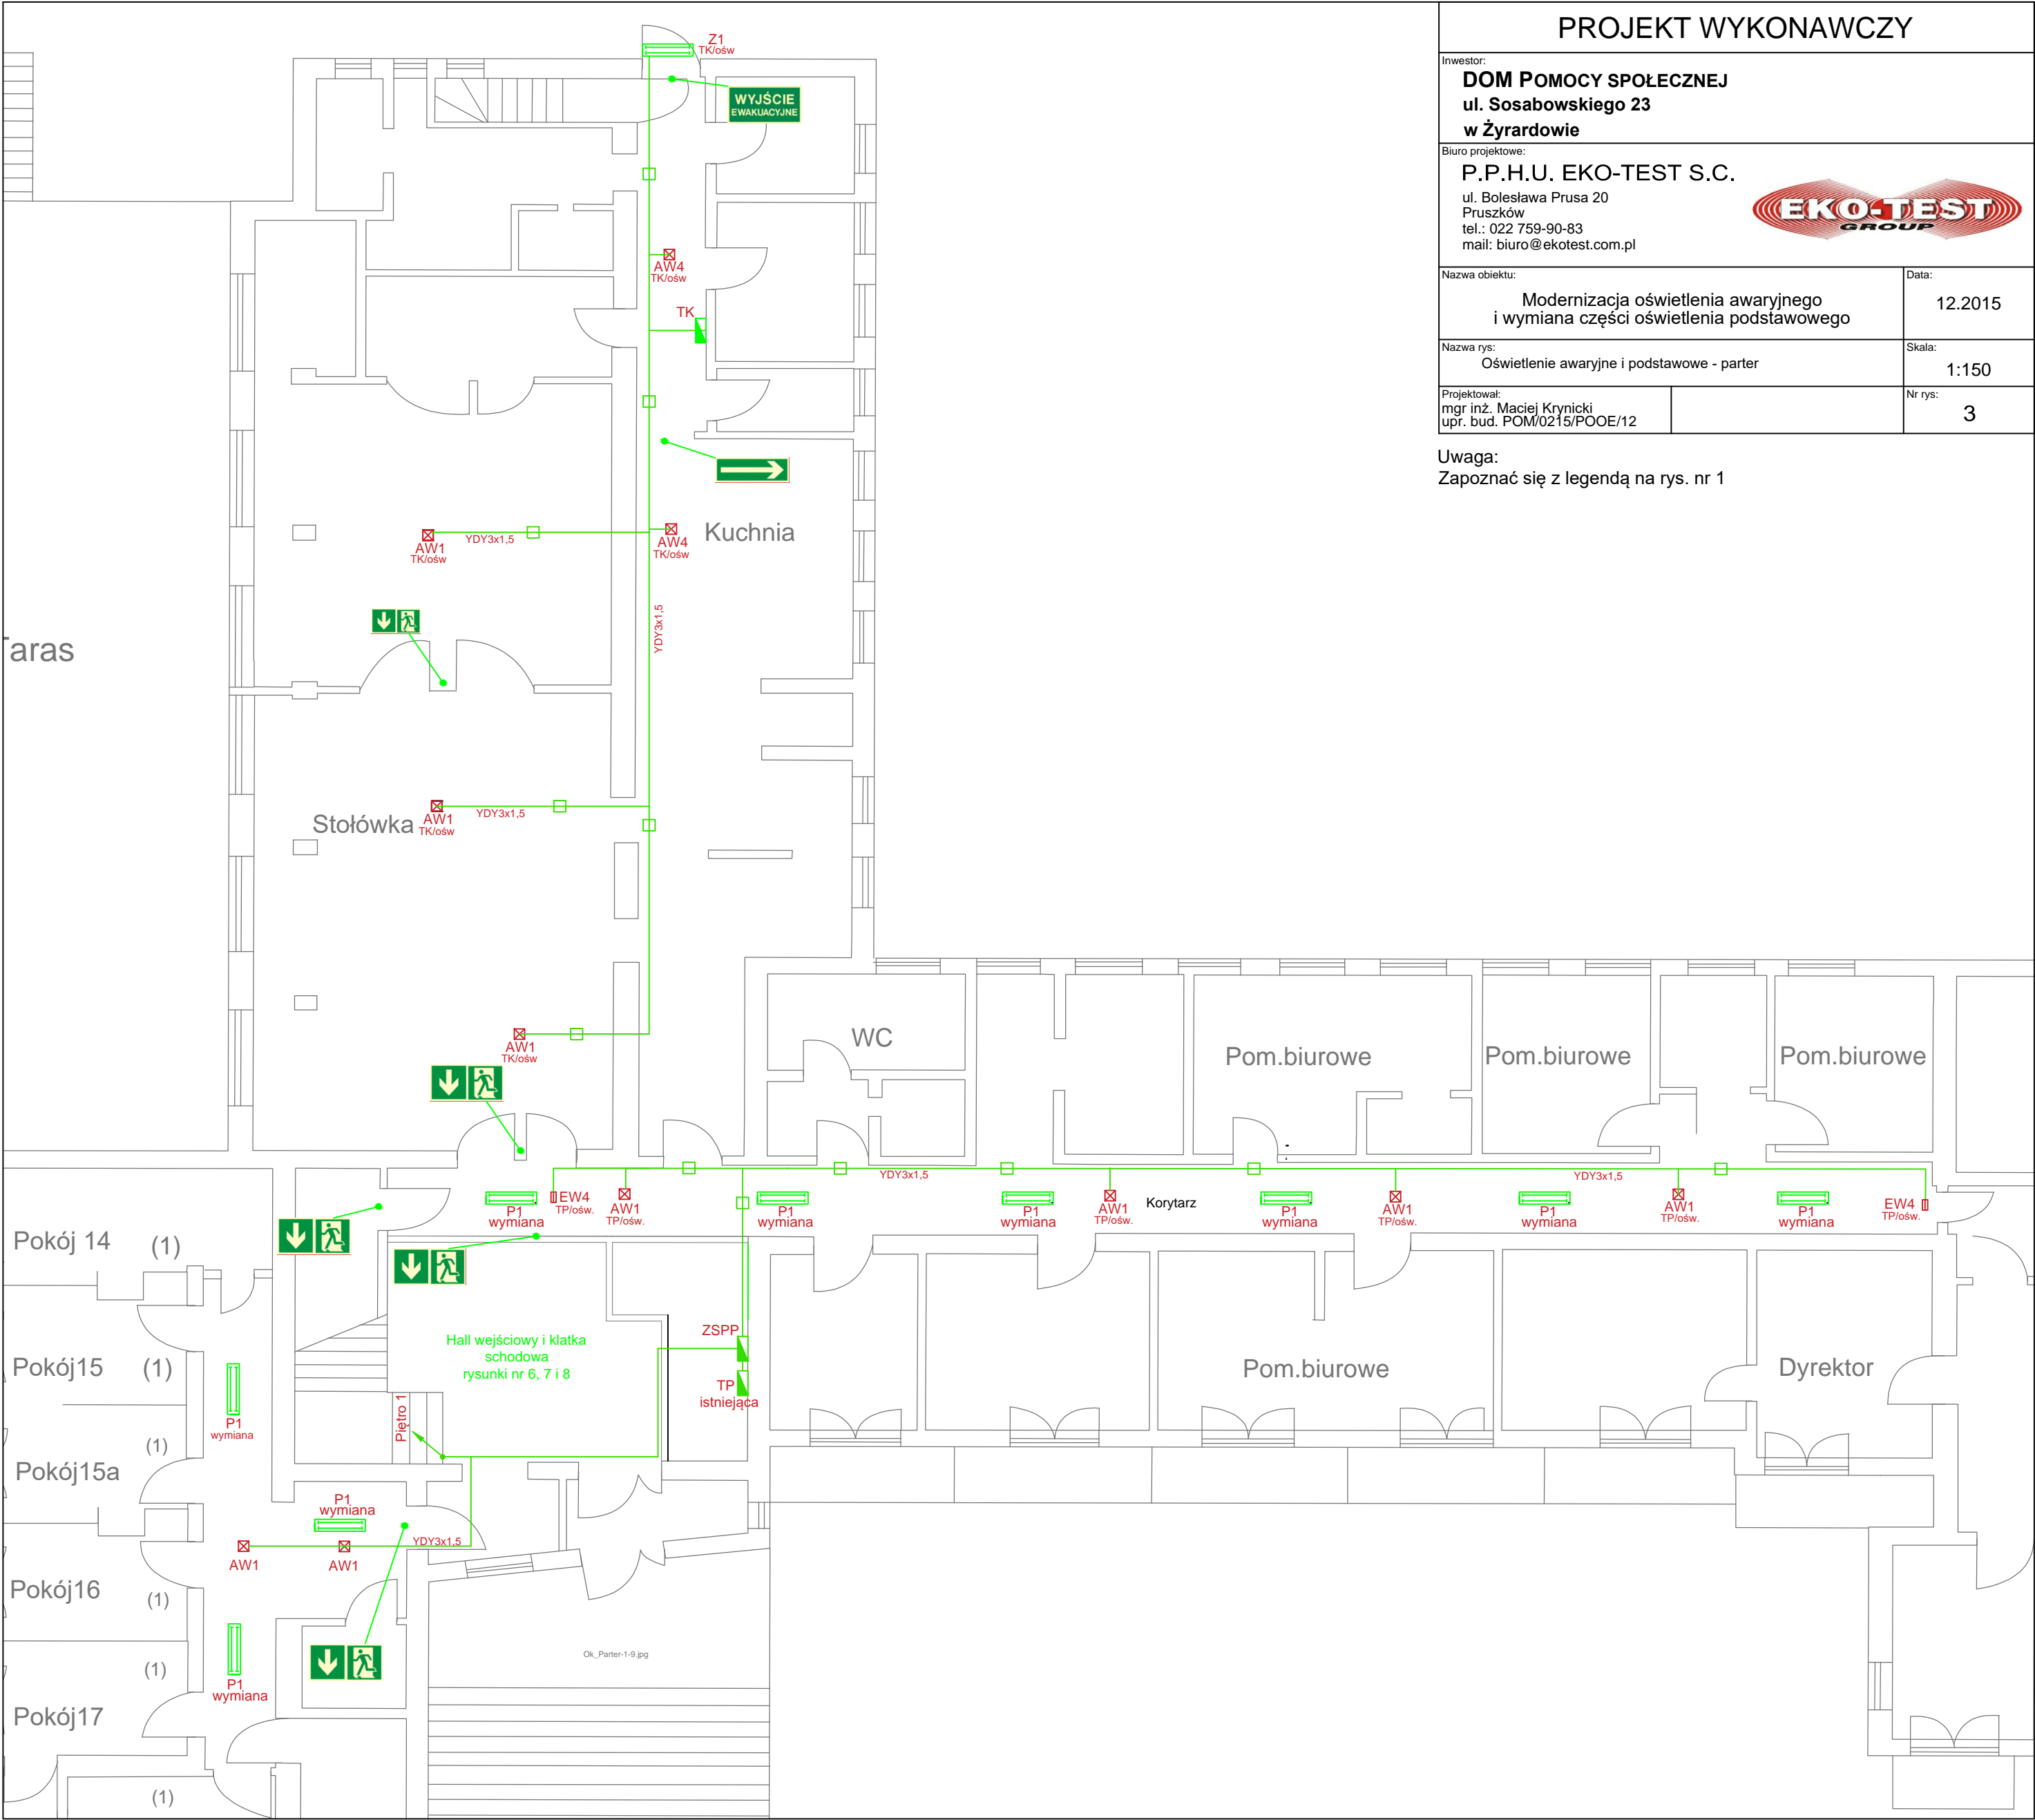 PROJEKT WYKONAWCZY
Inwestor:
DOM POMOCY SPOŁECZNEJ
ul. Sosabowskiego 23
w Żyrardowie
Biuro projektowe:
P.P.H.U. EKO-TEST S.C.
ul. Bolesława Prusa 20
Pruszków
tel.: 022 759-90-83
mail: biuro@ekotest.com.pl
EKO-TEST
GROUP
Nazwa obiektu:
Modernizacja oświetlenia awaryjnego
i wymiana części oświetlenia podstawowego
Data:
12.2015
Nazwa rys:
Oświetlenie awaryjne i podstawowe - parter
Skala:
1:150
Projektował:
mgr inż. Maciej Krynicki
upr. bud. POM/0215/POOE/12
Nr rys:
3
Uwaga:
Zapoznać się z legendą na rys. nr 1
Z1
TK/ośw
WYJŚCIE
EWAKUACYJNE
AW4
TK/ośw
TK
Kuchnia
AW4
TK/ośw
YDY3x1,5
AW1
TK/ośw
YDY3x1,5
aras
Stołówka
AW1
TK/ośw
YDY3x1,5
AW1
TK/ośw
WC
Pom.biurowe
Pom.biurowe
Pom.biurowe
YDY3x1,5
YDY3x1,5
P1
wymiana
EW4
TP/ośw.
AW1
TP/ośw.
P1
wymiana
P1
wymiana
AW1
TP/ośw.
Korytarz
P1
wymiana
AW1
TP/ośw.
P1
wymiana
AW1
TP/ośw.
P1
wymiana
EW4
TP/ośw.
Pokój 14
(1)
Hall wejściowy i klatka
schodowa
rysunki nr 6, 7 i 8
ZSPP
TP
istniejąca
Pom.biurowe
Dyrektor
Pokój15
(1)
P1
wymiana
Piętro 1
(1)
Pokój15a
P1
wymiana
YDY3x1,5
AW1
AW1
Pokój16
(1)
Ok_Parter-1-9.jpg
(1)
P1
wymiana
Pokój17
(1)